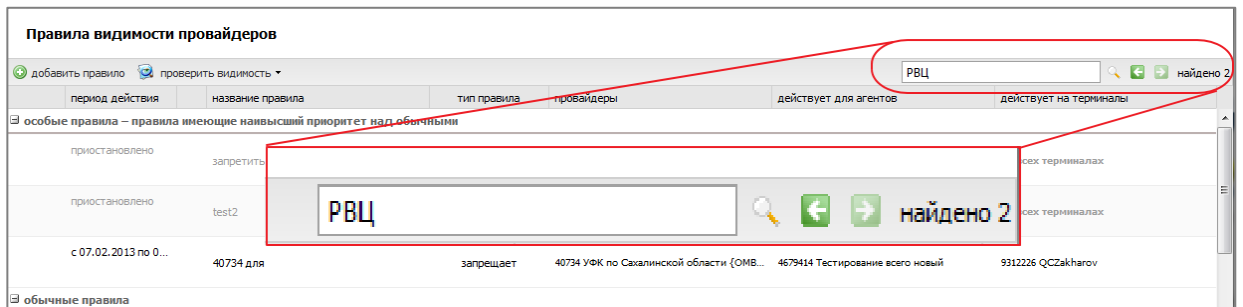 Правила видимости провайдеров
добавить правило проверить видимость РВЦ найдено 2
период действия название правила тип правила провайдеры действует для агентов действует на терминалы
особые правила – правила имеющие наивысший приоритет над обычными
приостановлено запретить сех терминалах
приостановлено test2 сех терминалах
РВЦ найдено 2
с 07.02.2013 по 0... 40734 для запрещает 40734 УФК по Сахалинской области {ОМВ... 4679414 Тестирование всего новый 9312226 QCZakharov
обычные правила